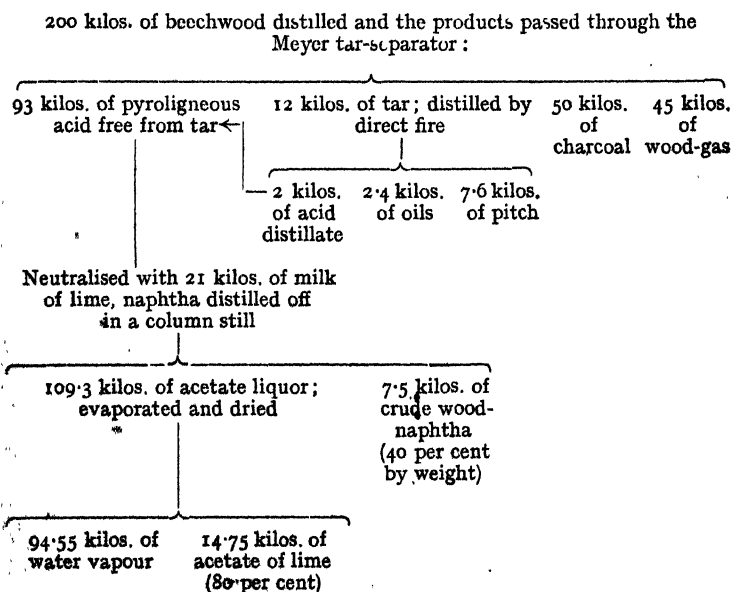 200 kilos. of beechwood distilled and the products passed through the
Meyer tar-separator :
93 kilos. of pyroligneous
acid free from tar
12 kilos. of tar; distilled by
direct fire
50 kilos.
of
charcoal
45 kilos.
of
wood-gas
2 kilos.
of acid
distillate
2·4 kilos.
of oils
7·6 kilos.
of pitch
Neutralised with 21 kilos. of milk
of lime, naphtha distilled off
in a column still
109·3 kilos. of acetate liquor;
evaporated and dried
7·5 kilos. of
crude wood-
naphtha
(40 per cent
by weight)
94·55 kilos. of
water vapour
14·75 kilos. of
acetate of lime
(80 per cent)